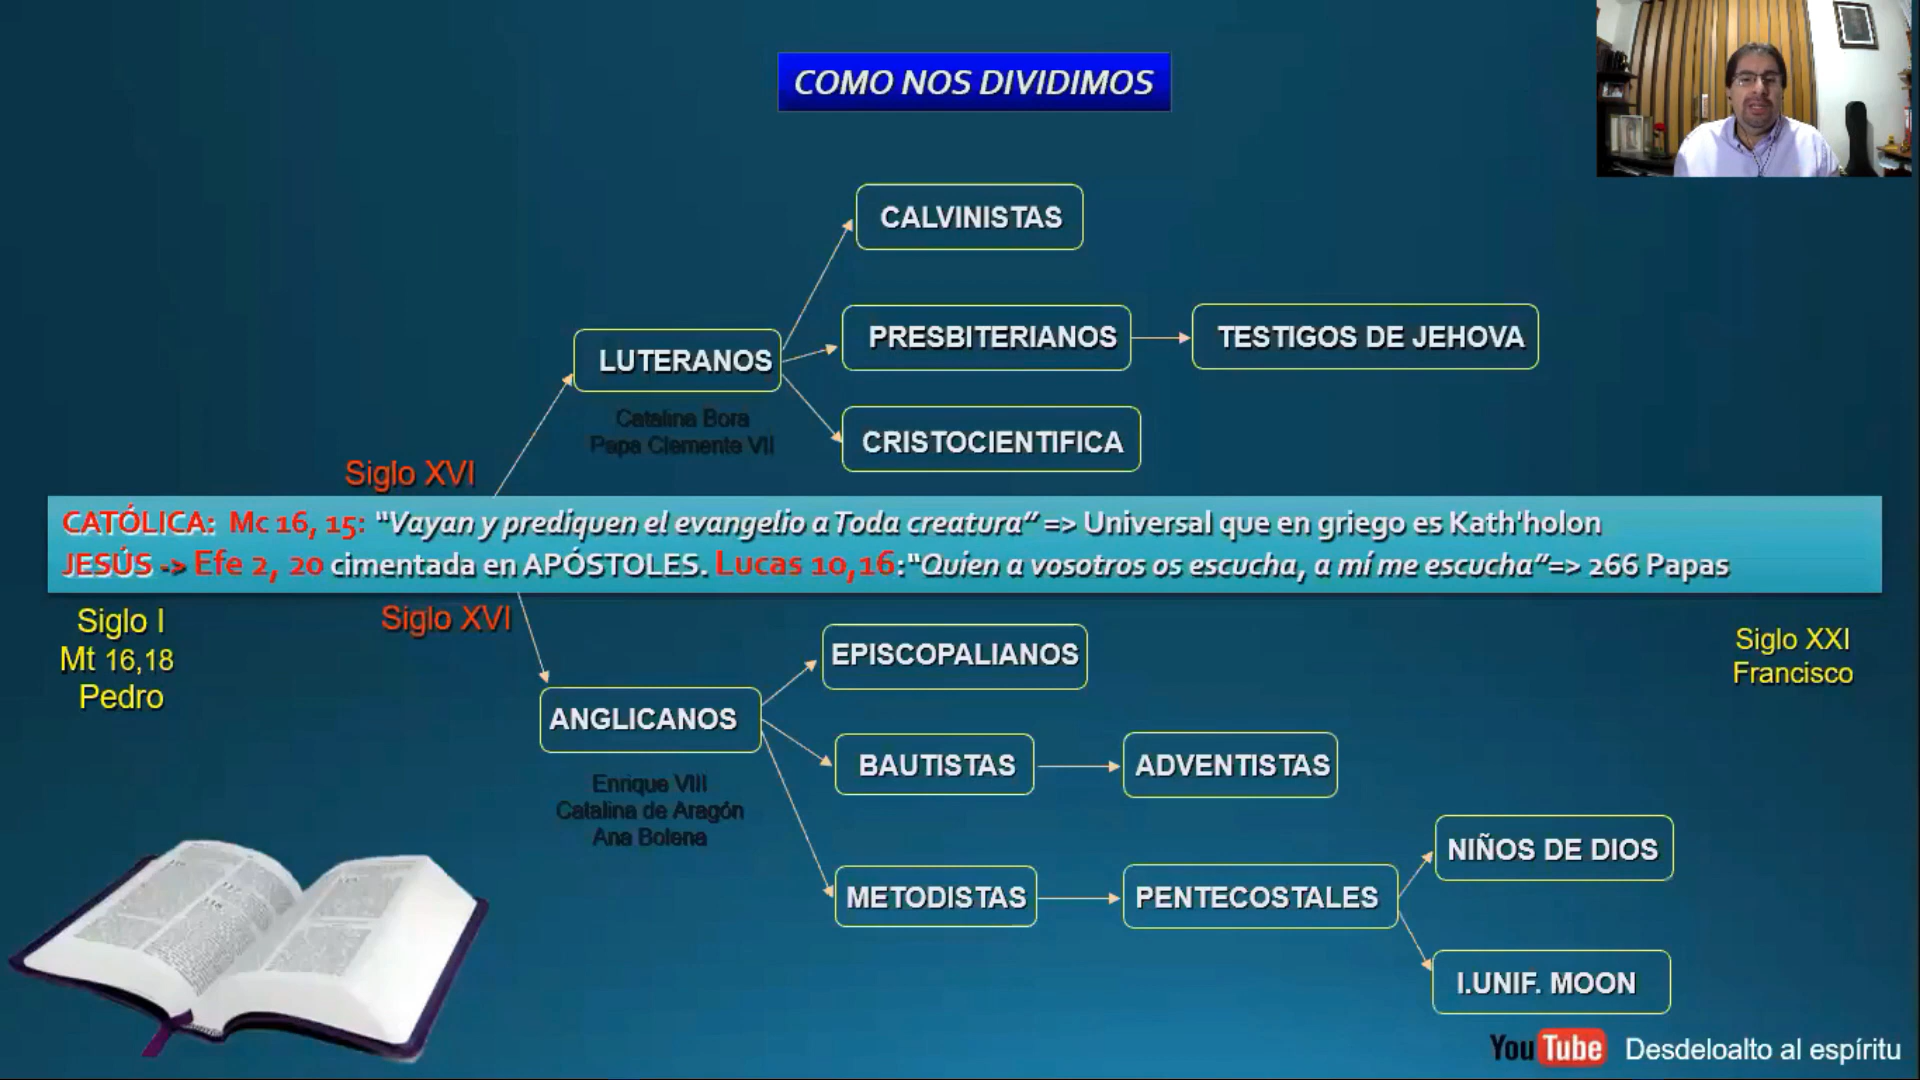 COMO NOS DIVIDIMOS
CALVINISTAS
PRESBITERIANOS
TESTIGOS DE JEHOVA
LUTERANOS
Catalina Bora
Papa Clemente VII
CRISTOCIENTIFICA
Siglo XVI
CATÓLICA: Mc 16, 15: “Vayan y prediquen el evangelio a Toda creatura” => Universal que en griego es Kath'holon
JESÚS -> Efe 2, 20 cimentada en APÓSTOLES. Lucas 10,16:“Quien a vosotros os escucha, a mí me escucha”=> 266 Papas
Siglo I
Mt 16,18
Pedro
Siglo XVI
Siglo XXI
Francisco
EPISCOPALIANOS
ANGLICANOS
Enrique VIII
Catalina de Aragón
Ana Bolena
BAUTISTAS
ADVENTISTAS
METODISTAS
PENTECOSTALES
NIÑOS DE DIOS
I.UNIF. MOON
YouTube Desdeloalto al espíritu